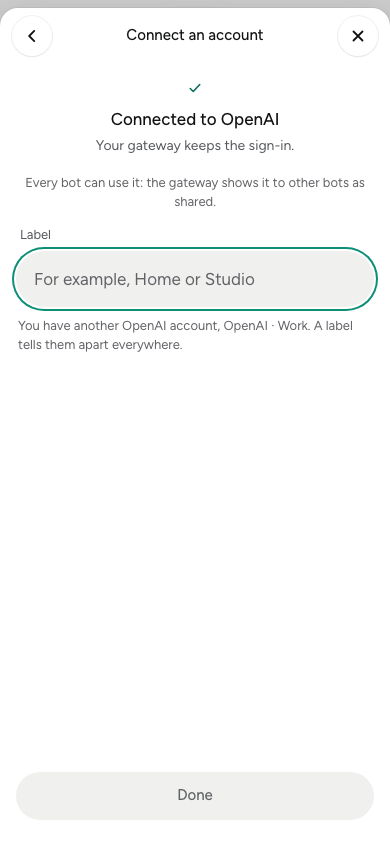 Connect an account
Connected to OpenAI
Your gateway keeps the sign-in.
Every bot can use it: the gateway shows it to other bots as
shared.
Label
For example, Home or Studio
You have another OpenAI account, OpenAI · Work. A label
tells them apart everywhere.
Done